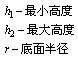 h₁ – 最小高度
h₂ – 最大高度
r – 底面半径